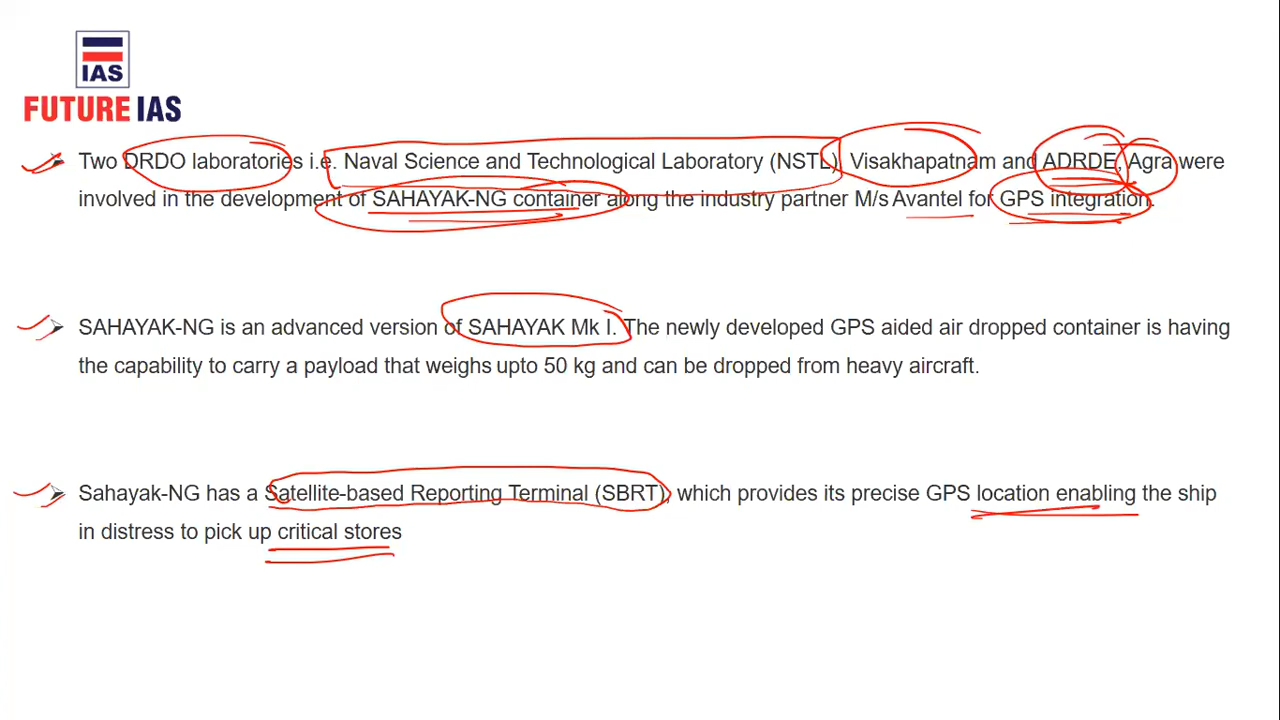 IAS
FUTURE IAS
Two DRDO laboratories i.e. Naval Science and Technological Laboratory (NSTL), Visakhapatnam and ADRDE, Agra were
involved in the development of SAHAYAK-NG container along the industry partner M/s Avantel for GPS integration.
SAHAYAK-NG is an advanced version of SAHAYAK Mk I. The newly developed GPS aided air dropped container is having
the capability to carry a payload that weighs upto 50 kg and can be dropped from heavy aircraft.
Sahayak-NG has a Satellite-based Reporting Terminal (SBRT), which provides its precise GPS location enabling the ship
in distress to pick up critical stores